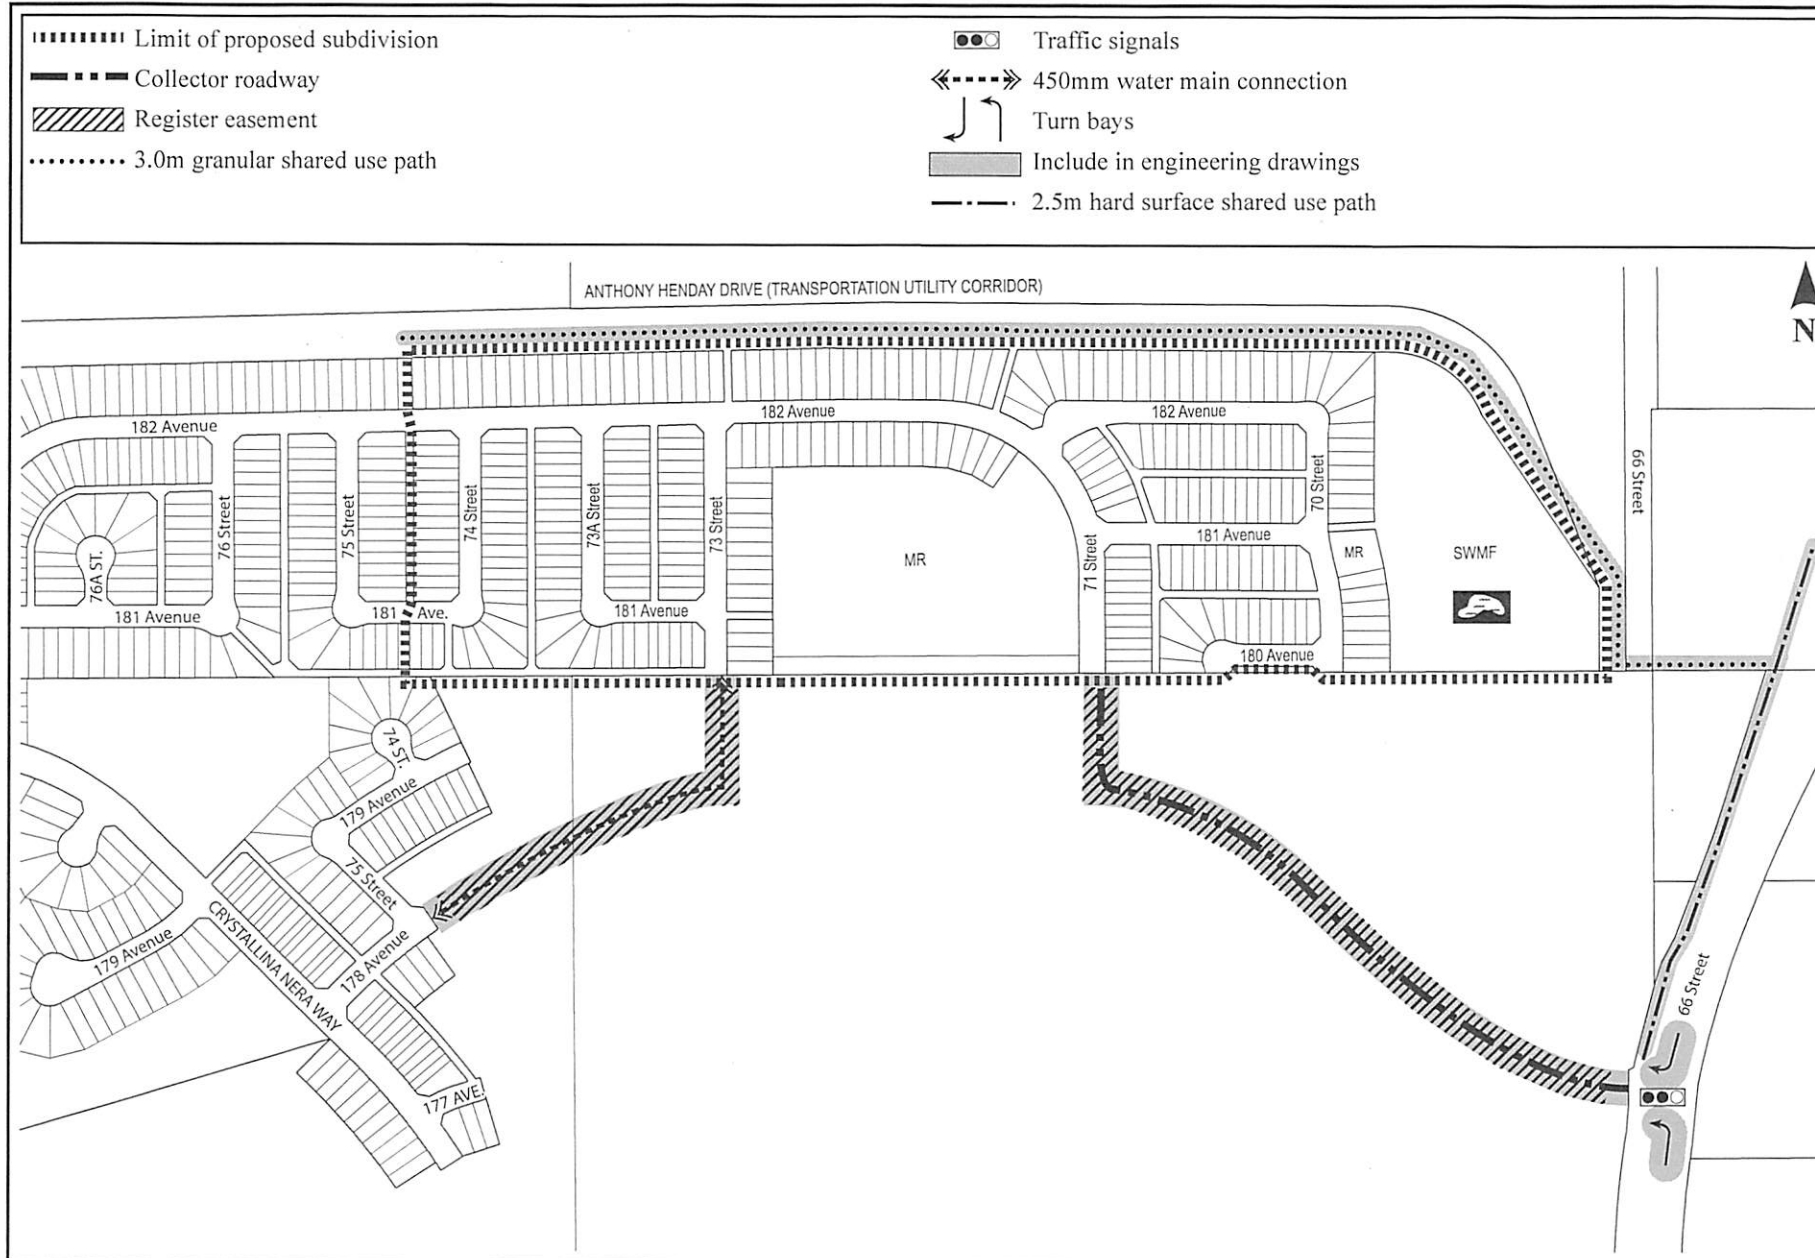 Limit of proposed subdivision
Collector roadway
Register easement
3.0m granular shared use path
Traffic signals
450mm water main connection
Turn bays
Include in engineering drawings
2.5m hard surface shared use path
ANTHONY HENDAY DRIVE (TRANSPORTATION UTILITY CORRIDOR)
N
182 Avenue
182 Avenue
182 Avenue
66 Street
76 Street
75 Street
74 Street
73A Street
73 Street
70 Street
76A ST.
181 Avenue
181 Ave.
181 Avenue
MR
71 Street
181 Avenue
MR
SWMF
180 Avenue
74 ST.
179 Avenue
75 Street
179 Avenue
CRYSTALLINA NERA WAY
178 Avenue
177 AVE.
66 Street